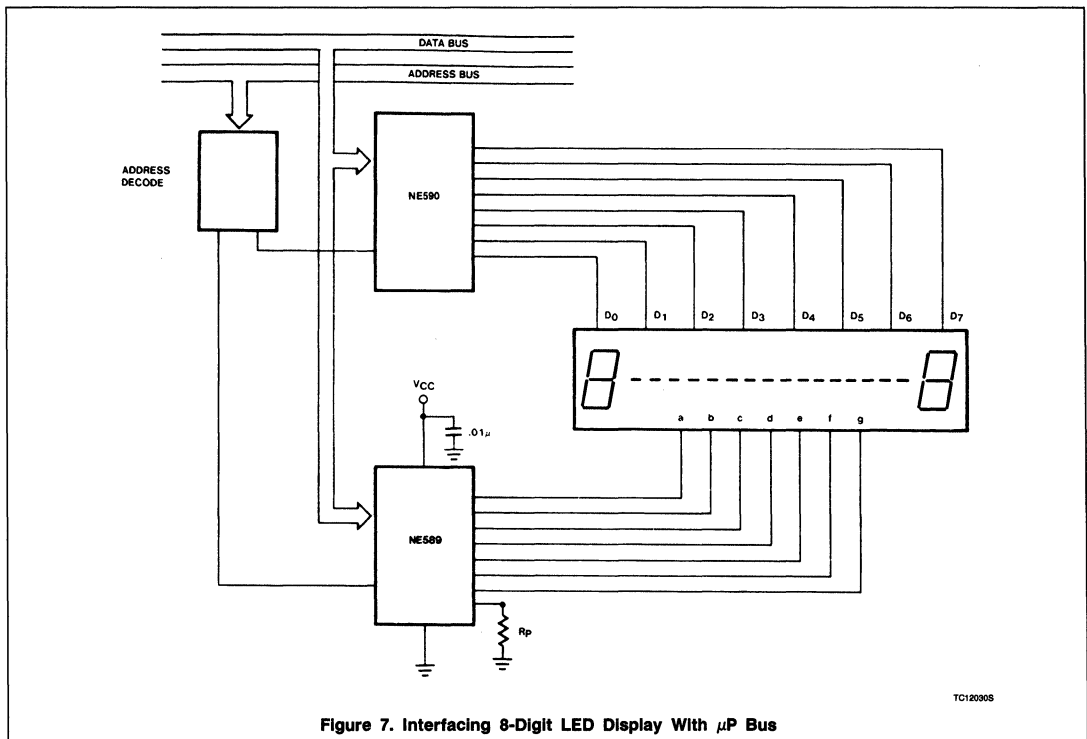 DATA BUS
ADDRESS BUS
ADDRESS
DECODE
NE590
D0 D1 D2 D3 D4 D5 D6 D7
a b c d e f g
VCC
.01μ
NE589
Rp
TC12030S
Figure 7. Interfacing 8-Digit LED Display With μP Bus